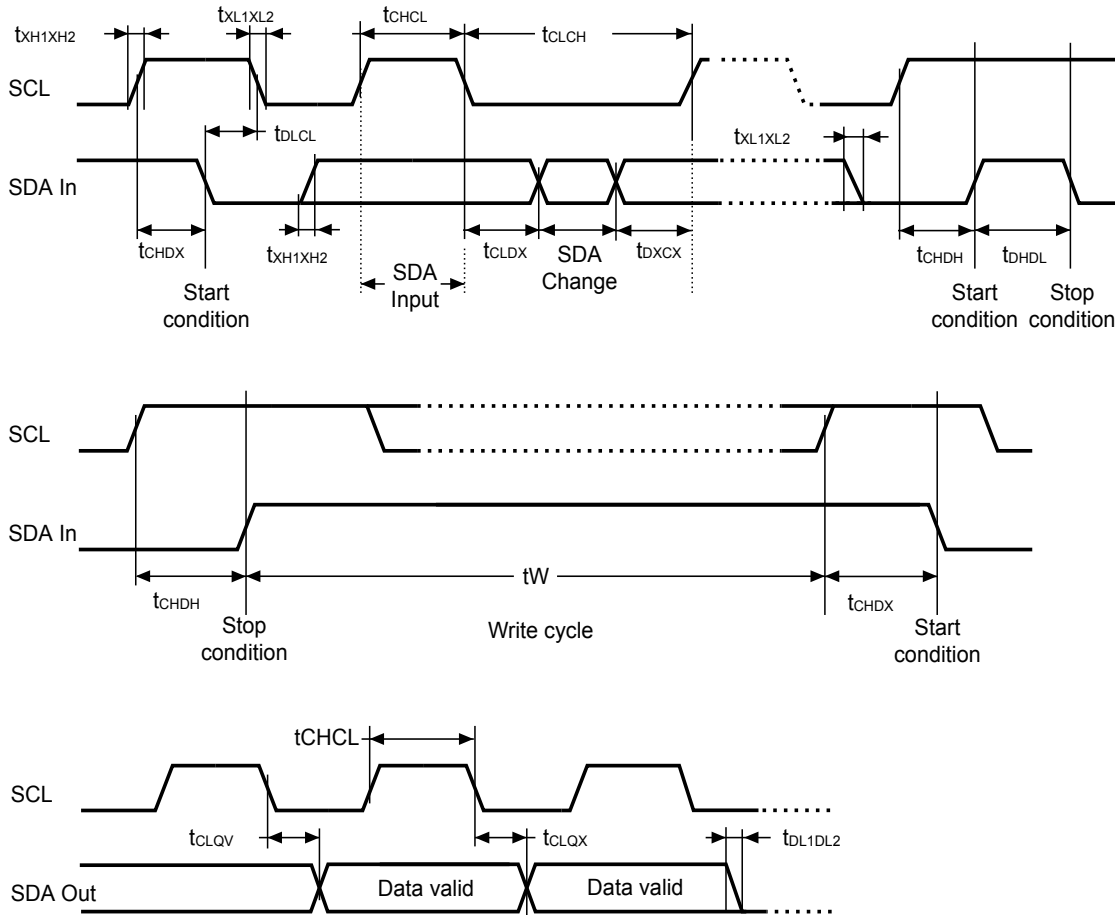 tXH1XH2
tXL1XL2
tCHCL
tCLCH
SCL
tDLCL
tXL1XL2
SDA In
tCHDX
tXH1XH2
tCLDX
SDA
Change
tDXCX
tCHDH
tDHDL
Start
condition
SDA
Input
Start
condition
Stop
condition
SCL
SDA In
tCHDH
tW
tCHDX
Stop
condition
Write cycle
Start
condition
tCHCL
SCL
tCLQV
tCLQX
tDL1DL2
SDA Out
Data valid
Data valid